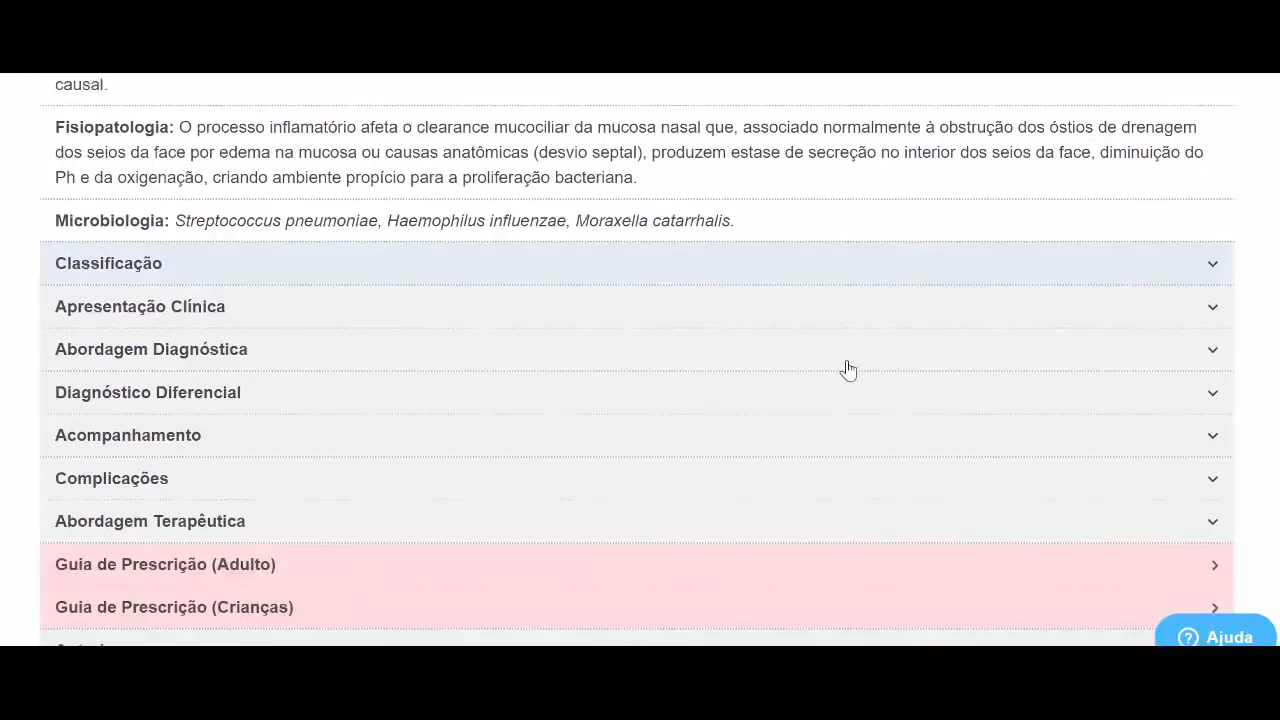 causal.
Fisiopatologia: O processo inflamatório afeta o clearance mucociliar da mucosa nasal que, associado normalmente à obstrução dos óstios de drenagem
dos seios da face por edema na mucosa ou causas anatômicas (desvio septal), produzem estase de secreção no interior dos seios da face, diminuição do
Ph e da oxigenação, criando ambiente propício para a proliferação bacteriana.
Microbiologia: Streptococcus pneumoniae, Haemophilus influenzae, Moraxella catarrhalis.
Classificação
Apresentação Clínica
Abordagem Diagnóstica
Diagnóstico Diferencial
Acompanhamento
Complicações
Abordagem Terapêutica
Guia de Prescrição (Adulto)
Guia de Prescrição (Crianças)
Ajuda